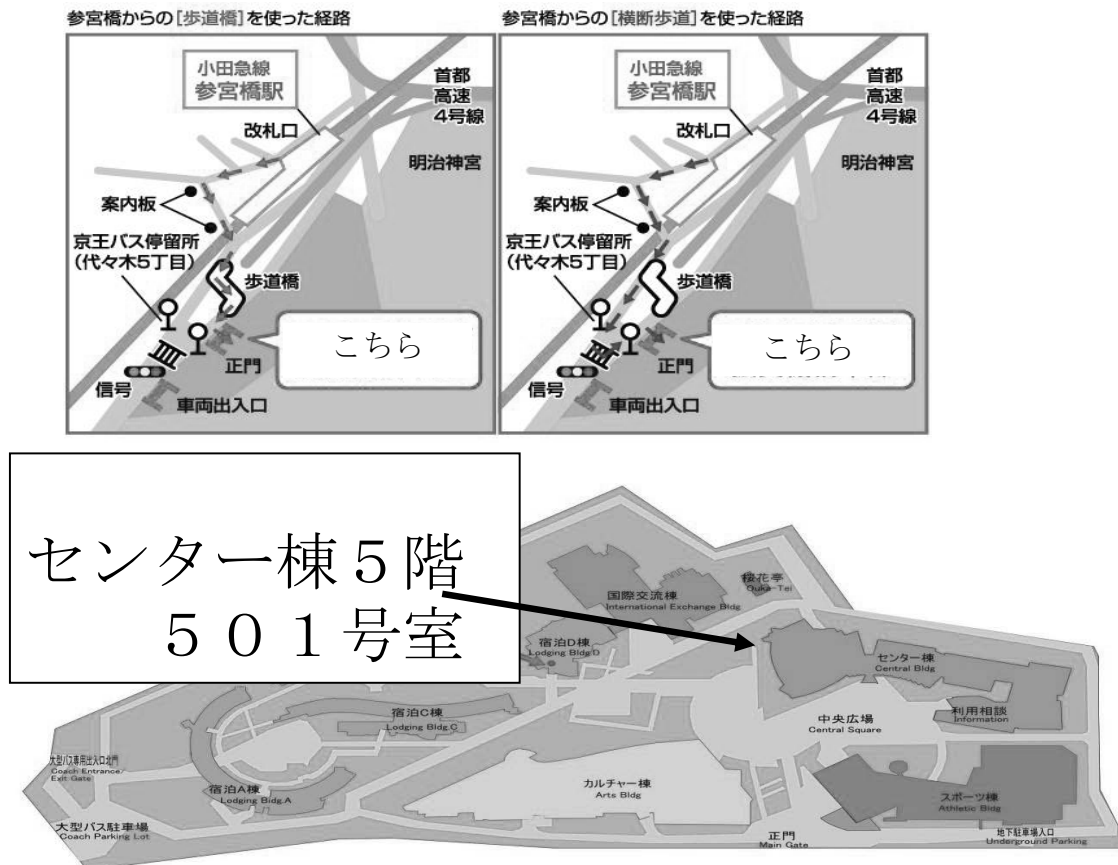 参宮橋からの[歩道橋]を使った経路
小田急線
参宮橋駅
首都
高速
4号線
改札口
明治神宮
案内板
京王バス停留所
(代々木5丁目)
歩道橋
こちら
正門
信号
車両出入口
参宮橋からの[横断歩道]を使った経路
小田急線
参宮橋駅
首都
高速
4号線
改札口
明治神宮
案内板
京王バス停留所
(代々木5丁目)
歩道橋
こちら
正門
信号
車両出入口
センター棟5階
501号室
国際交流棟
International Exchange Bldg
桜花亭
Ouka-Tei
宿泊D棟
Lodging Bldg.D
センター棟
Central Bldg
宿泊C棟
Lodging Bldg.C
中央広場
Central Square
利用相談
Information
大型バス専用出入口北門
Coach Entrance/
Exit Gate
宿泊A棟
Lodging Bldg.A
カルチャー棟
Arts Bldg
スポーツ棟
Athletic Bldg
大型バス駐車場
Coach Parking Lot
正門
Main Gate
地下駐車場入口
Underground Parking